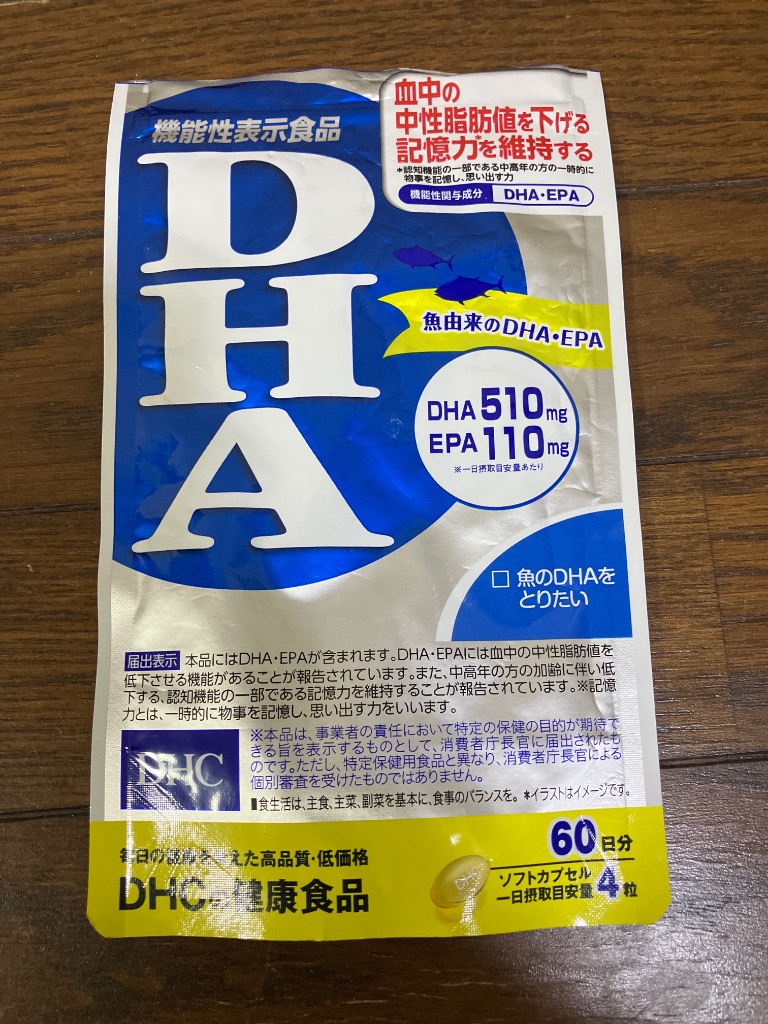 機能性表示食品
DHA
血中の
中性脂肪値を下げる
記憶力を維持する
*認知機能の一部である中高年の方の一時的に
物事を記憶し、思い出す力
機能性関与成分 DHA・EPA
魚由来のDHA・EPA
DHA 510mg
EPA 110mg
※一日摂取目安量あたり
□ 魚のDHAを
とりたい
届出表示 本品にはDHA・EPAが含まれます。DHA・EPAには血中の中性脂肪値を
低下させる機能があることが報告されています。また、中高年の方の加齢に伴い低
下する、認知機能の一部である記憶力を維持することが報告されています。※記憶
力とは、一時的に物事を記憶し、思い出す力をいいます。
DHC
※本品は、事業者の責任において特定の保健の目的が期待で
きる旨を表示するものとして、消費者庁長官に届出されたも
のです。ただし、特定保健用食品と異なり、消費者庁長官による
個別審査を受けたものではありません。
■食生活は、主食、主菜、副菜を基本に、食事のバランスを。 *イラストはイメージです。
毎日の健康を考えた高品質・低価格
DHCの健康食品
60日分
ソフトカプセル
一日摂取目安量 4粒